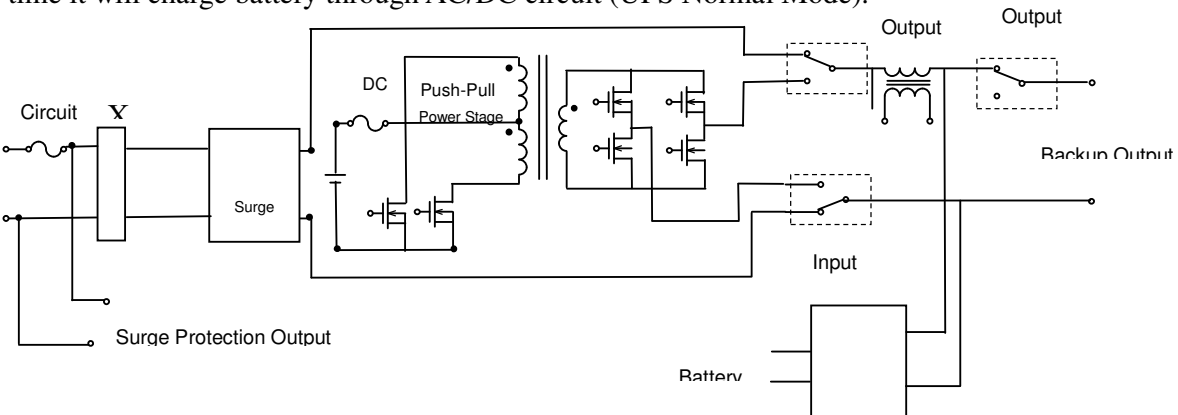 time it will charge battery through AC/DC circuit (UPS Normal Mode).
Output
Output
DC
Push-Pull
Power Stage
Circuit
X
Surge
Backup Output
Input
Surge Protection Output
Battery